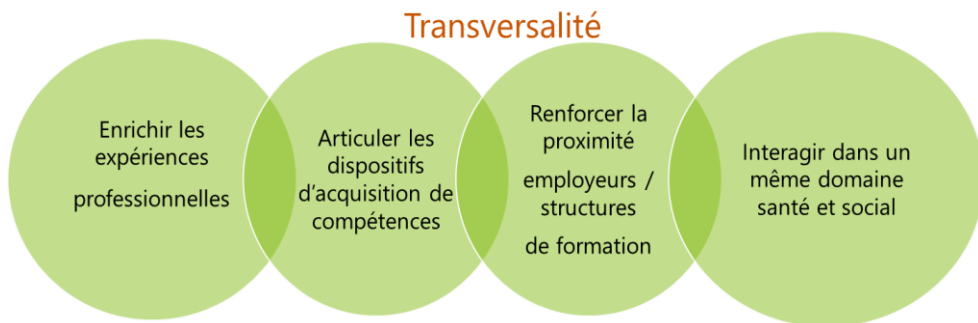 Transversalité
Enrichir les
expériences
professionnelles
Articuler les
dispositifs
d'acquisition de
compétences
Renforcer la
proximité
employeurs /
structures
de formation
Interagir dans un
même domaine
santé et social